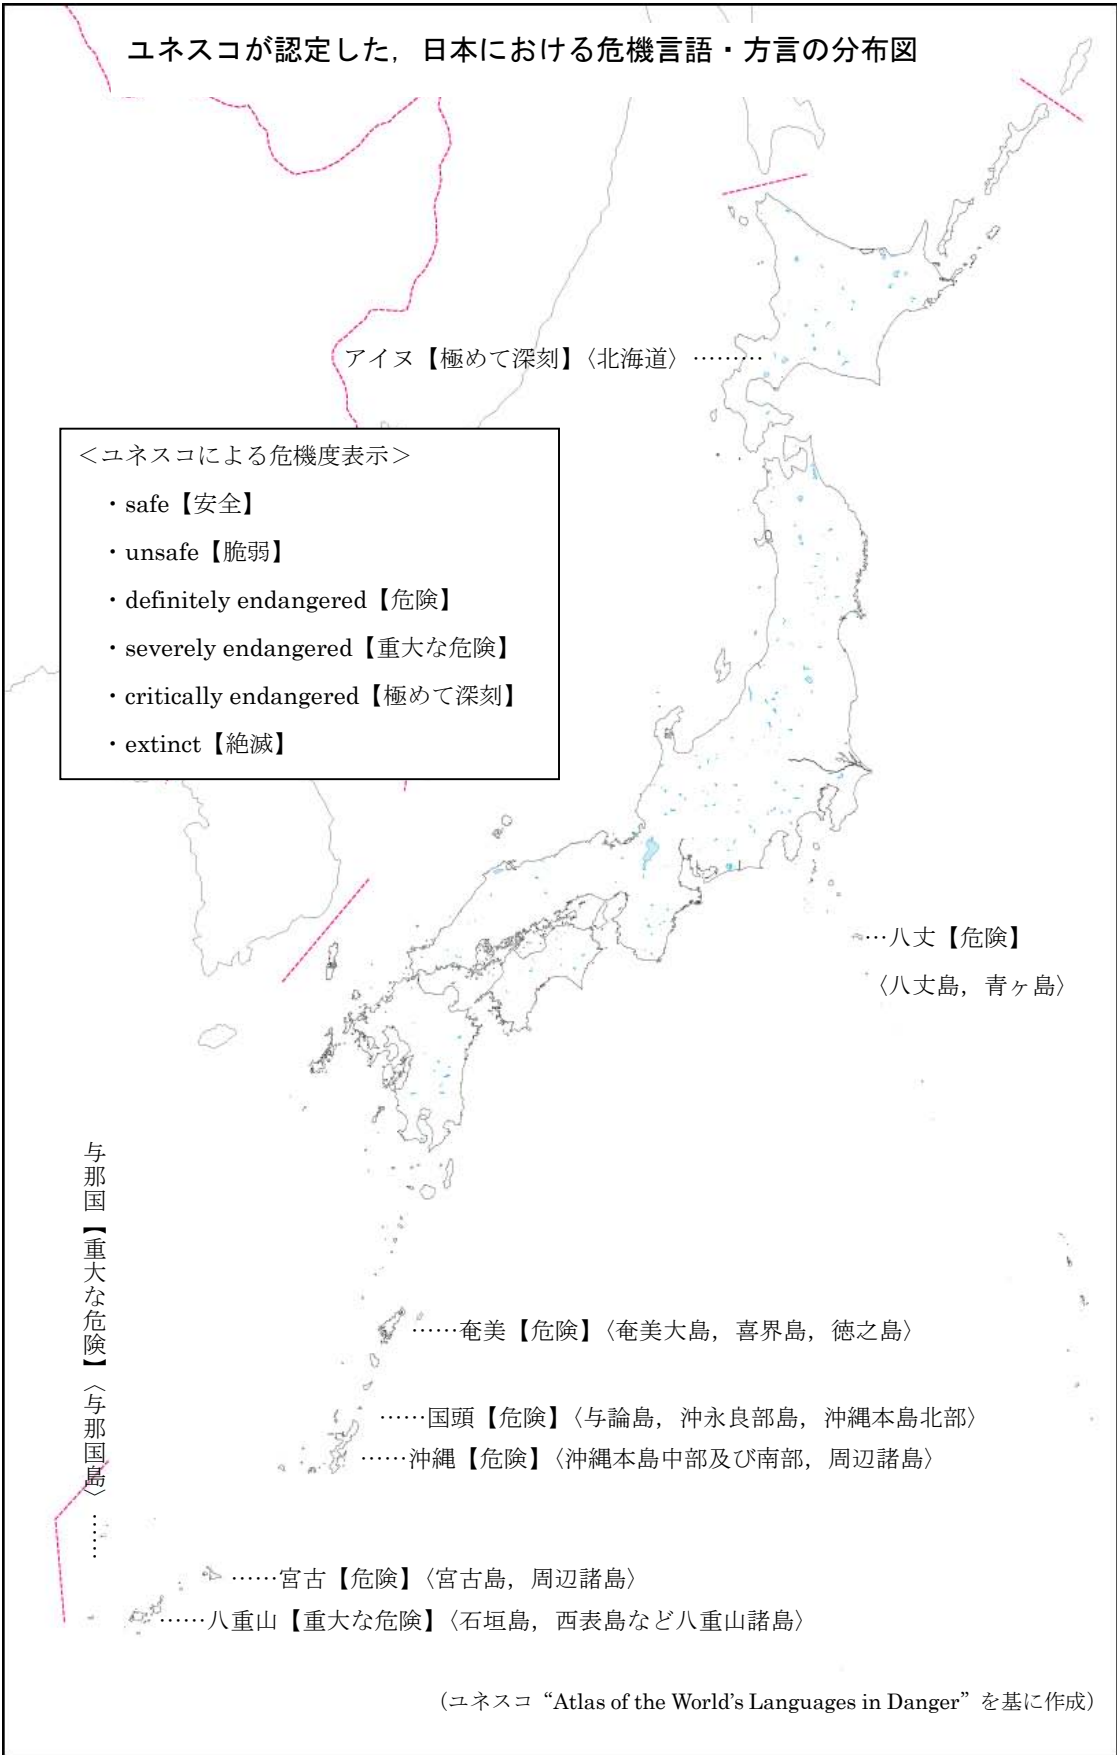 ユネスコが認定した，日本における危機言語・方言の分布図
アイヌ【極めて深刻】〈北海道〉………
＜ユネスコによる危機度表示＞
・safe【安全】
・unsafe【脆弱】
・definitely endangered【危険】
・severely endangered【重大な危険】
・critically endangered【極めて深刻】
・extinct【絶滅】
…八丈【危険】
〈八丈島，青ヶ島〉
与那国【重大な危険】〈与那国島〉……
……奄美【危険】〈奄美大島，喜界島，徳之島〉
……国頭【危険】〈与論島，沖永良部島，沖縄本島北部〉
……沖縄【危険】〈沖縄本島中部及び南部，周辺諸島〉
……宮古【危険】〈宮古島，周辺諸島〉
……八重山【重大な危険】〈石垣島，西表島など八重山諸島〉
（ユネスコ “Atlas of the World’s Languages in Danger” を基に作成）